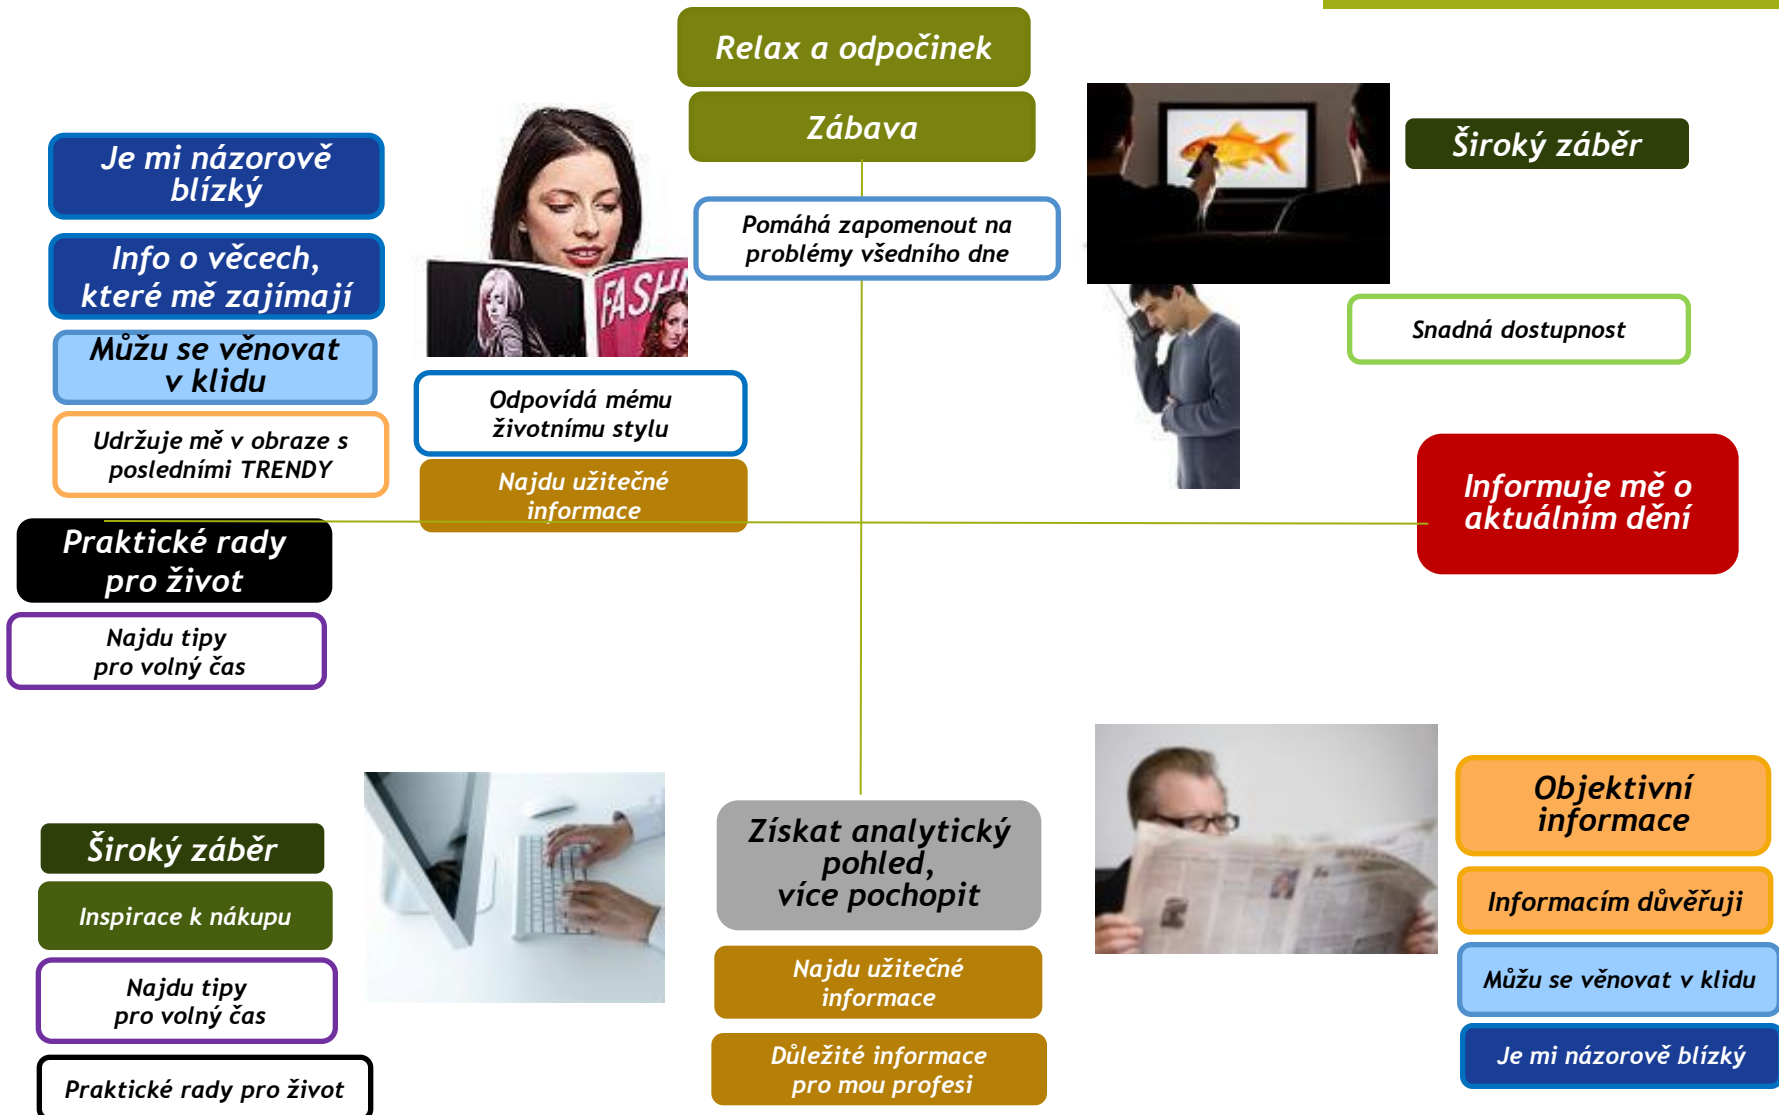 Relax a odpočinek
Zábava
Pomáhá zapomenout na
problémy všedního dne
Je mi názorově
blízký
Info o věcech,
které mě zajímají
Můžu se věnovat
v klidu
Udržuje mě v obraze s
posledními TRENDY
FASH
Odpovídá mému
životnímu stylu
Najdu užitečné
informace
Široký záběr
Snadná dostupnost
Informuje mě o
aktuálním dění
Praktické rady
pro život
Najdu tipy
pro volný čas
Široký záběr
Inspirace k nákupu
Najdu tipy
pro volný čas
Praktické rady pro život
Získat analytický
pohled,
více pochopit
Najdu užitečné
informace
Důležité informace
pro mou profesi
Objektivní
informace
Informacím důvěřuji
Můžu se věnovat v klidu
Je mi názorově blízký